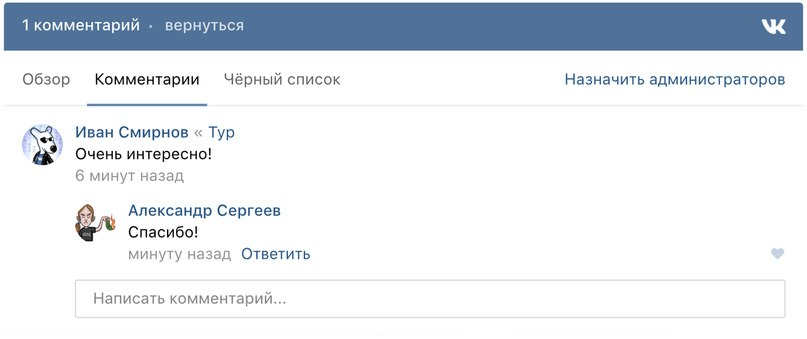 1 комментарий · вернуться
Обзор Комментарии Чёрный список Назначить администраторов
Иван Смирнов « Тур
Очень интересно!
6 минут назад
Александр Сергеев
Спасибо!
минуту назад Ответить
Написать комментарий...